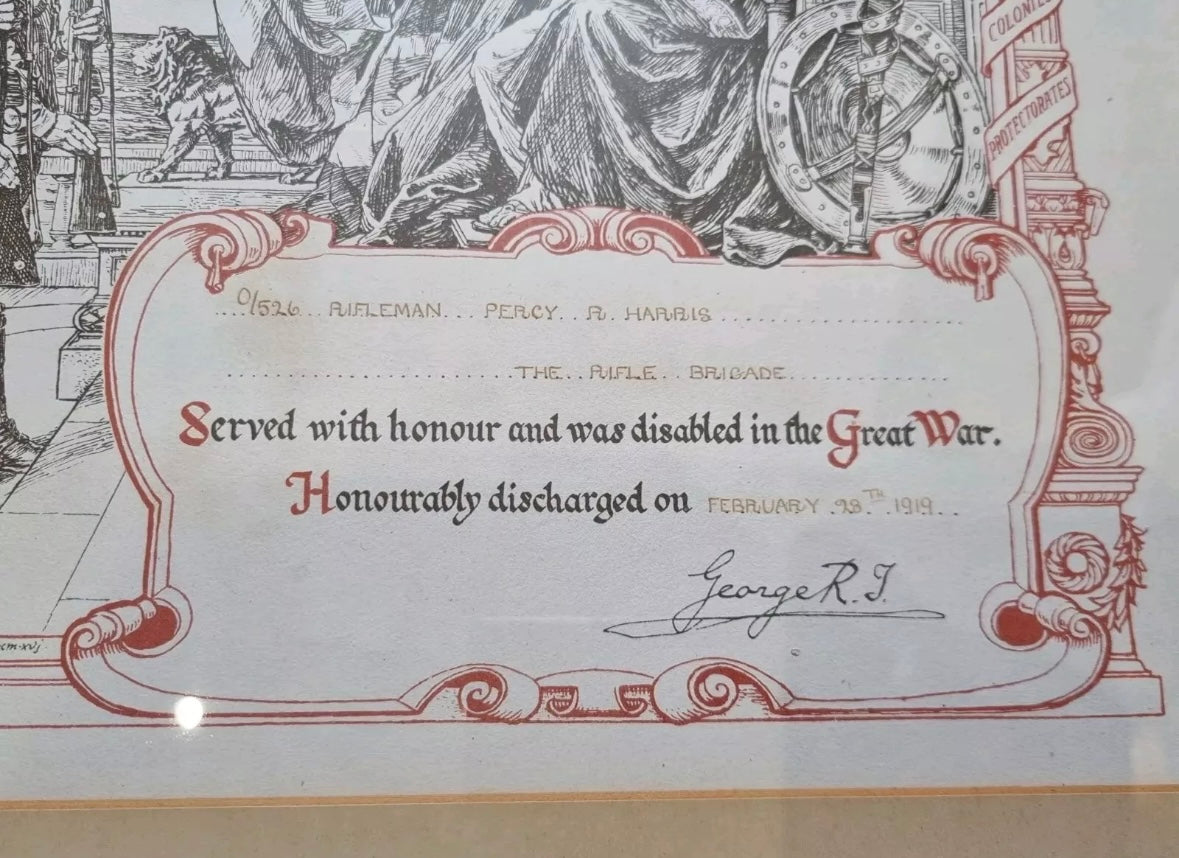 COLONIES
PROTECTORATES
O/526 RIFLEMAN PERCY R. HARRIS
THE RIFLE BRIGADE
Served with honour and was disabled in the Great War.
Honourably discharged on FEBRUARY 28TH 1919
George R.I.